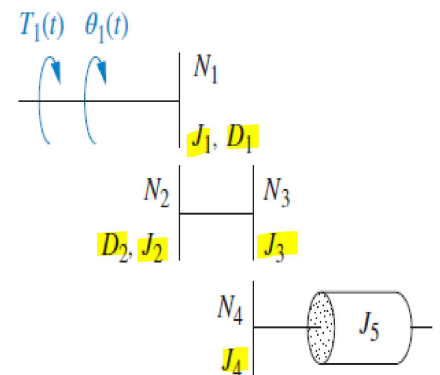 T₁(t) θ₁(t)
N₁
J₁, D₁
N₂ N₃
D₂, J₂ J₃
N₄ J₅
J₄